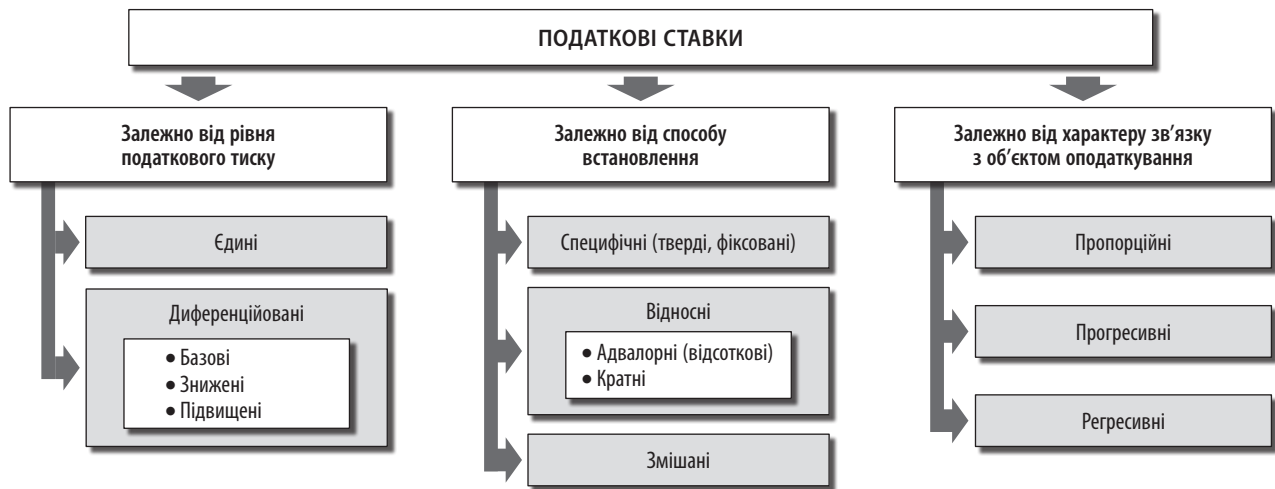 ПОДАТКОВІ СТАВКИ
Залежно від рівня
податкового тиску
Єдині
Диференційовані
• Базові
• Знижені
• Підвищені
Залежно від способу
встановлення
Специфічні (тверді, фіксовані)
Відносні
• Адвалорні (відсоткові)
• Кратні
Змішані
Залежно від характеру зв’язку
з об’єктом оподаткування
Пропорційні
Прогресивні
Регресивні